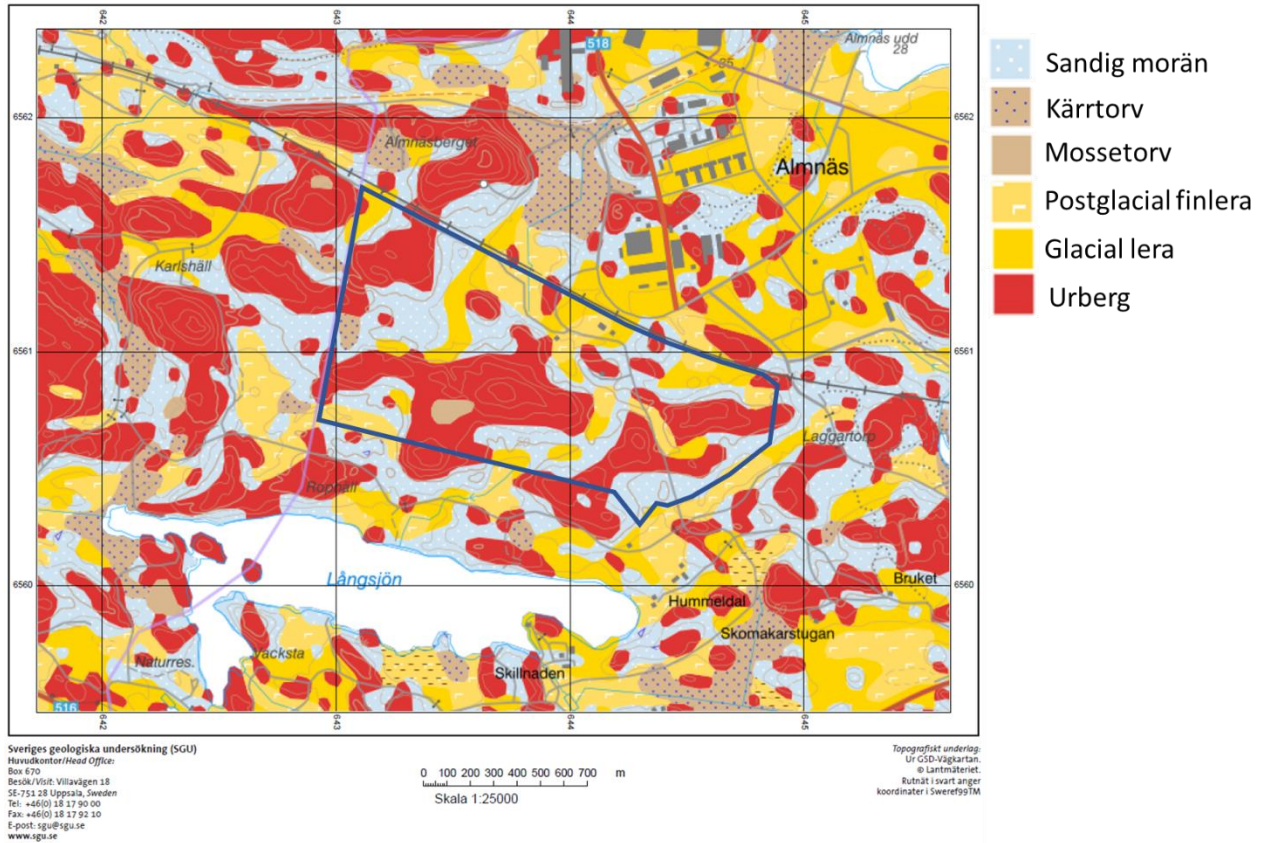 642
643
644
645
Almnäs udd
28
518
35
6562
6562
Almnäsberget
Almnäs
Karlshäll
6561
6561
Laggartorp
Rophäll
Långsjön
6560
6560
Bruket
Hummeldal
Skomakarstugan
Naturres.
Vacksta
Skillnaden
516
642
643
644
645
Sandig morän
Kärrtorv
Mossetorv
Postglacial finlera
Glacial lera
Urberg
Sveriges geologiska undersökning (SGU)
Huvudkontor/Head Office:
Box 670
Besök/Visit: Villavägen 18
SE-751 28 Uppsala, Sweden
Tel: +46(0) 18 17 90 00
Fax: +46(0) 18 17 92 10
E-post: sgu@sgu.se
www.sgu.se
0 100 200 300 400 500 600 700 m
Skala 1:25000
Topografiskt underlag:
Ur GSD-Vägkartan.
© Lantmäteriet.
Rutnät i svart anger
koordinater i Sweref99TM